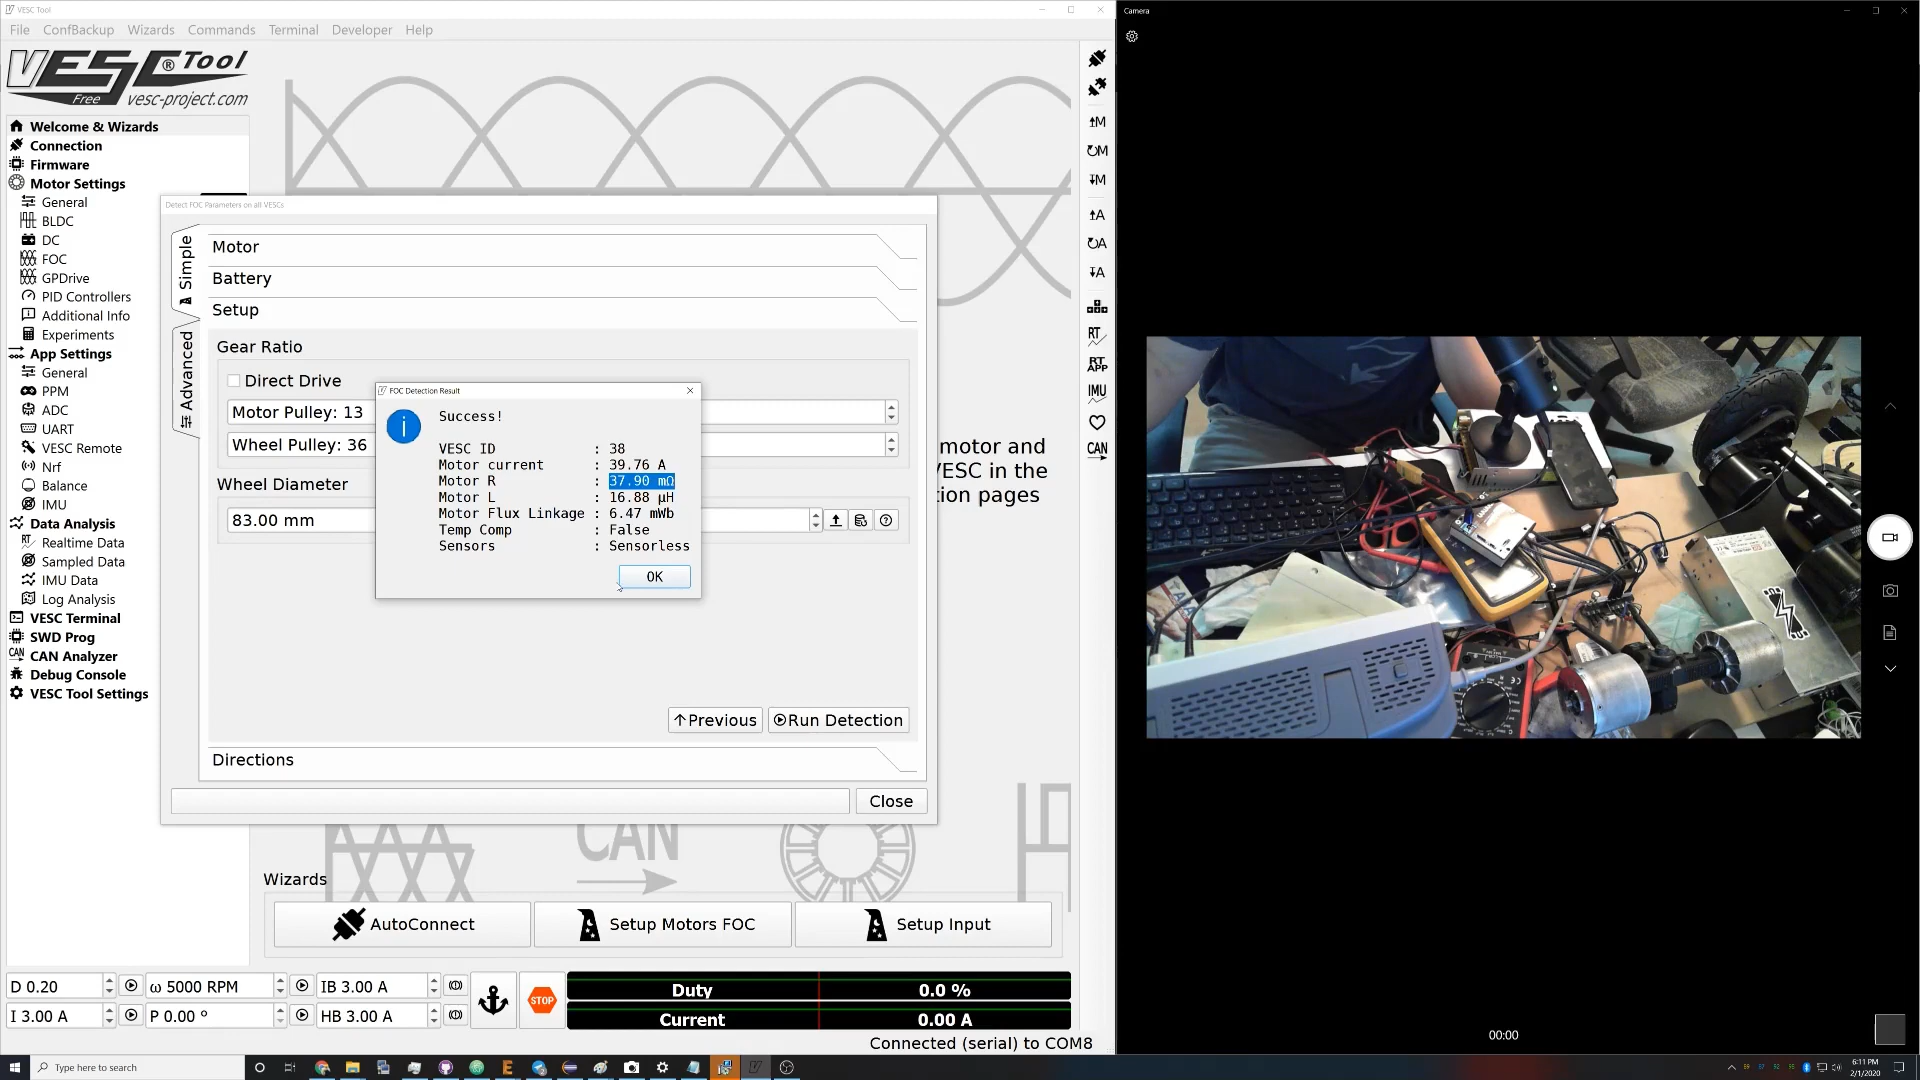 VESC Tool
File ConfBackup Wizards Commands Terminal Developer Help
VESC® Tool
Free vesc-project.com
Welcome & Wizards
Connection
Firmware
Motor Settings
General
BLDC
DC
FOC
GPDrive
PID Controllers
Additional Info
Experiments
App Settings
General
PPM
ADC
UART
VESC Remote
Nrf
Balance
IMU
Data Analysis
RT Realtime Data
Sampled Data
IMU Data
Log Analysis
VESC Terminal
SWD Prog
CAN CAN Analyzer
Debug Console
VESC Tool Settings
Detect FOC Parameters on all VESCs
Simple
Advanced
Motor
Battery
Setup
Gear Ratio
Direct Drive
Motor Pulley: 13
Wheel Pulley: 36
Wheel Diameter
83.00 mm
FOC Detection Result
Success!
VESC ID : 38
Motor current : 39.76 A
Motor R : 37.90 mΩ
Motor L : 16.88 µH
Motor Flux Linkage : 6.47 mWb
Temp Comp : False
Sensors : Sensorless
OK
motor and
VESC in the
tion pages
Previous
Run Detection
Directions
Close
CAN
Wizards
AutoConnect
Setup Motors FOC
Setup Input
D 0.20
ω 5000 RPM
IB 3.00 A
I 3.00 A
P 0.00 °
HB 3.00 A
STOP
Duty 0.0 %
Current 0.00 A
Connected (serial) to COM8
M
M
M
A
A
A
RT
RT
APP
IMU
CAN
Camera
00:00
Type here to search
6:11 PM
2/1/2020